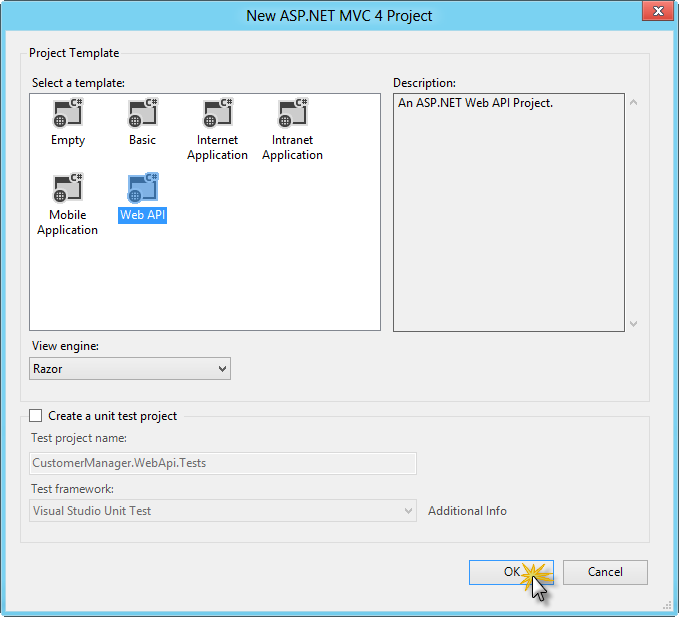 New ASP.NET MVC 4 Project
x
Project Template
Select a template:
Description:
C#
C#
C#
C#
Empty
Basic
Internet
Application
Intranet
Application
An ASP.NET Web API Project.
C#
C#
Mobile
Application
Web API
View engine:
Razor
Create a unit test project
Test project name:
CustomerManager.WebApi.Tests
Test framework:
Visual Studio Unit Test
Additional Info
OK
Cancel